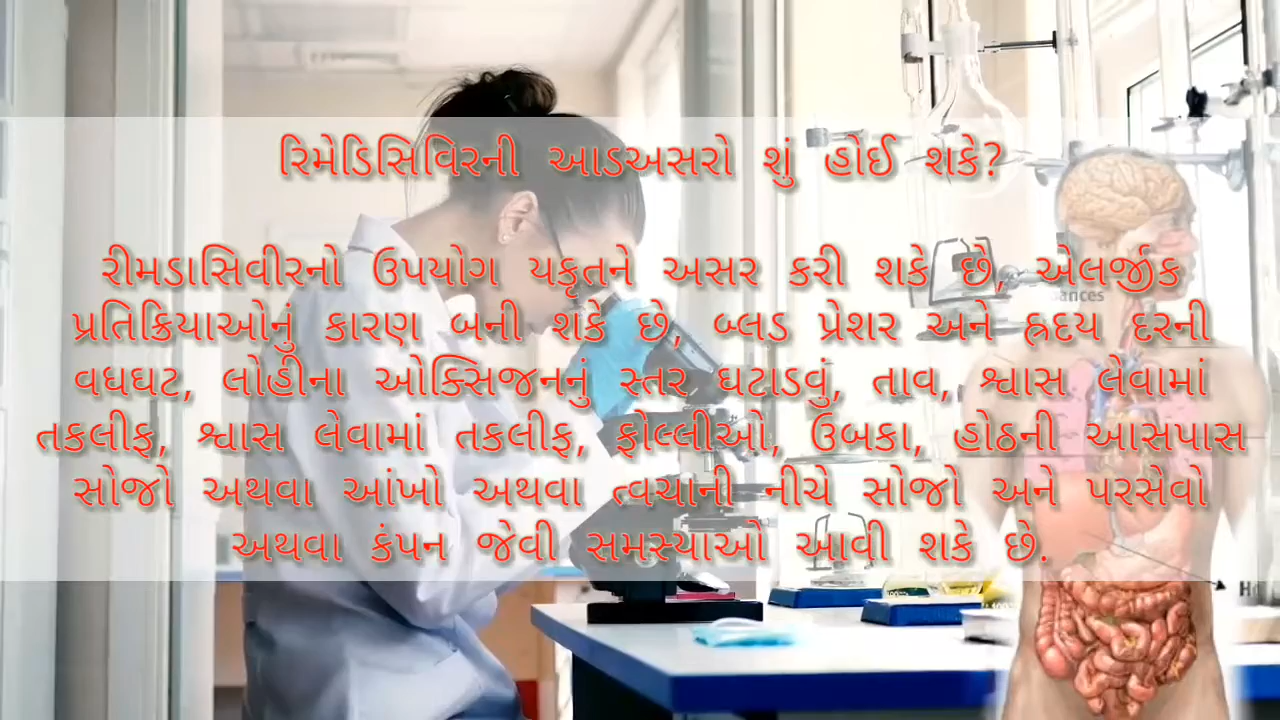 રિમેડિસિવિરની આડઅસરો શું હોઈ શકે?
રીમડાસિવીરનો ઉપયોગ યકૃતને અસર કરી શકે છે, એલર્જીક
પ્રતિક્રિયાઓનું કારણ બની શકે છે, બ્લડ પ્રેશર અને હ્રદય દરની
વધઘટ, લોહીના ઓક્સિજનનું સ્તર ઘટાડવું, તાવ, શ્વાસ લેવામાં
તકલીફ, શ્વાસ લેવામાં તકલીફ, ફોલ્લીઓ, ઉબકા, હોઠની આસપાસ
સોજો અથવા આંખો અથવા ત્વચાની નીચે સોજો અને પરસેવો
અથવા કંપન જેવી સમસ્યાઓ આવી શકે છે.